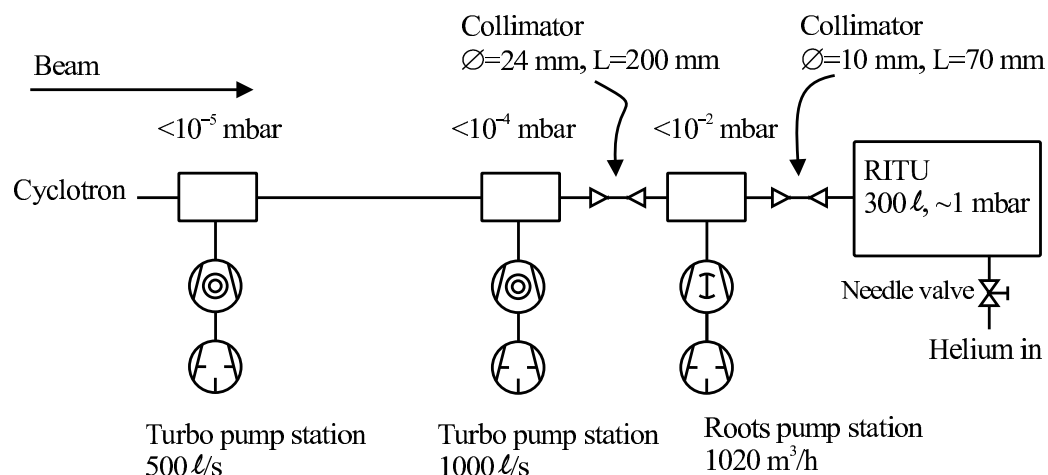 Collimator
∅=24 mm, L=200 mm
Collimator
∅=10 mm, L=70 mm
Beam
<10⁻⁵ mbar
<10⁻⁴ mbar
<10⁻² mbar
Cyclotron
RITU
300 ℓ, ~1 mbar
Needle valve
Helium in
Turbo pump station
500 ℓ/s
Turbo pump station
1000 ℓ/s
Roots pump station
1020 m³/h